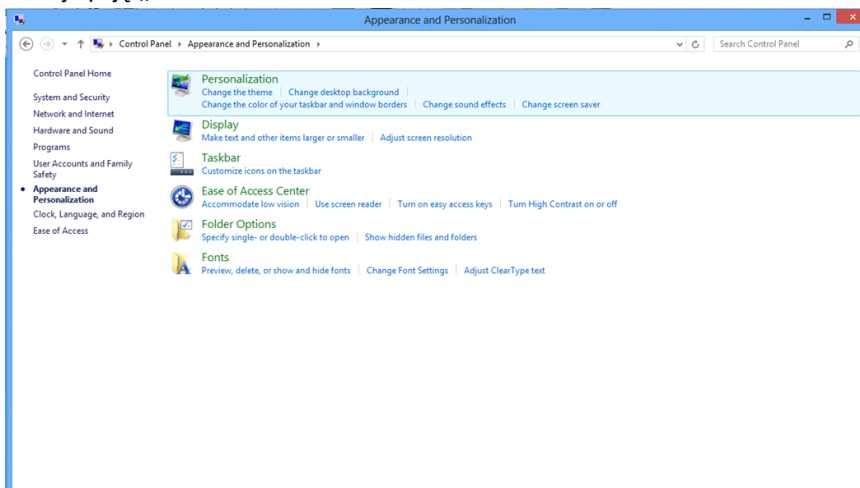 Appearance and Personalization
Control Panel Appearance and Personalization
Search Control Panel
Control Panel Home
System and Security
Network and Internet
Hardware and Sound
Programs
User Accounts and Family
Safety
Appearance and
Personalization
Clock, Language, and Region
Ease of Access
Personalization
Change the theme Change desktop background
Change the color of your taskbar and window borders Change sound effects Change screen saver
Display
Make text and other items larger or smaller Adjust screen resolution
Taskbar
Customize icons on the taskbar
Ease of Access Center
Accommodate low vision Use screen reader Turn on easy access keys Turn High Contrast on or off
Folder Options
Specify single- or double-click to open Show hidden files and folders
Fonts
Preview, delete, or show and hide fonts Change Font Settings Adjust ClearType text